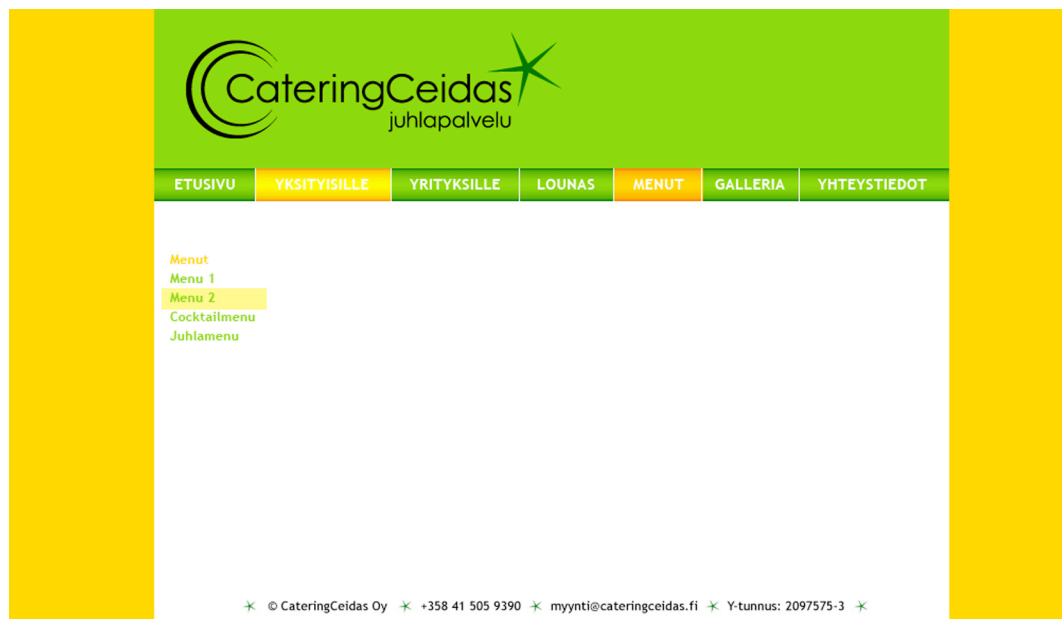 CateringCeidas
juhlapalvelu
ETUSIVU YKSITYISILLE YRITYKSILLE LOUNAS MENUT GALLERIA YHTEYSTIEDOT
Menut
Menu 1
Menu 2
Cocktailmenu
Juhlamenu
© CateringCeidas Oy +358 41 505 9390 myynti@cateringceidas.fi Y-tunnus: 2097575-3